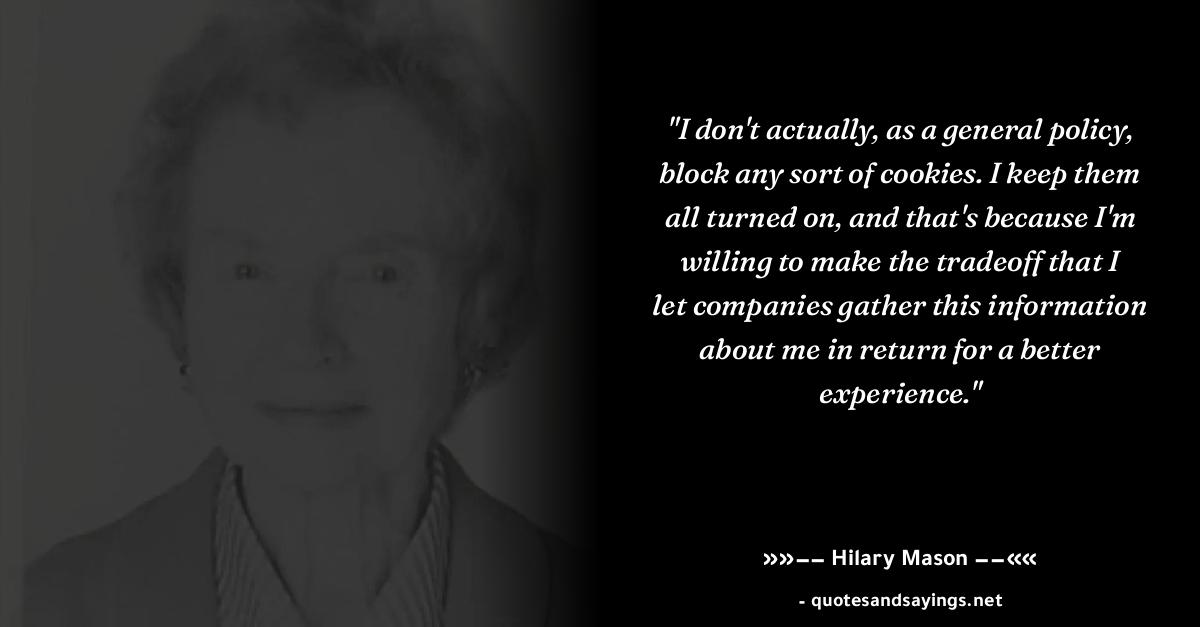 "I don't actually, as a general policy,
block any sort of cookies. I keep them
all turned on, and that's because I'm
willing to make the tradeoff that I
let companies gather this information
about me in return for a better
experience."
»»−− Hilary Mason −−««
- quotesandsayings.net